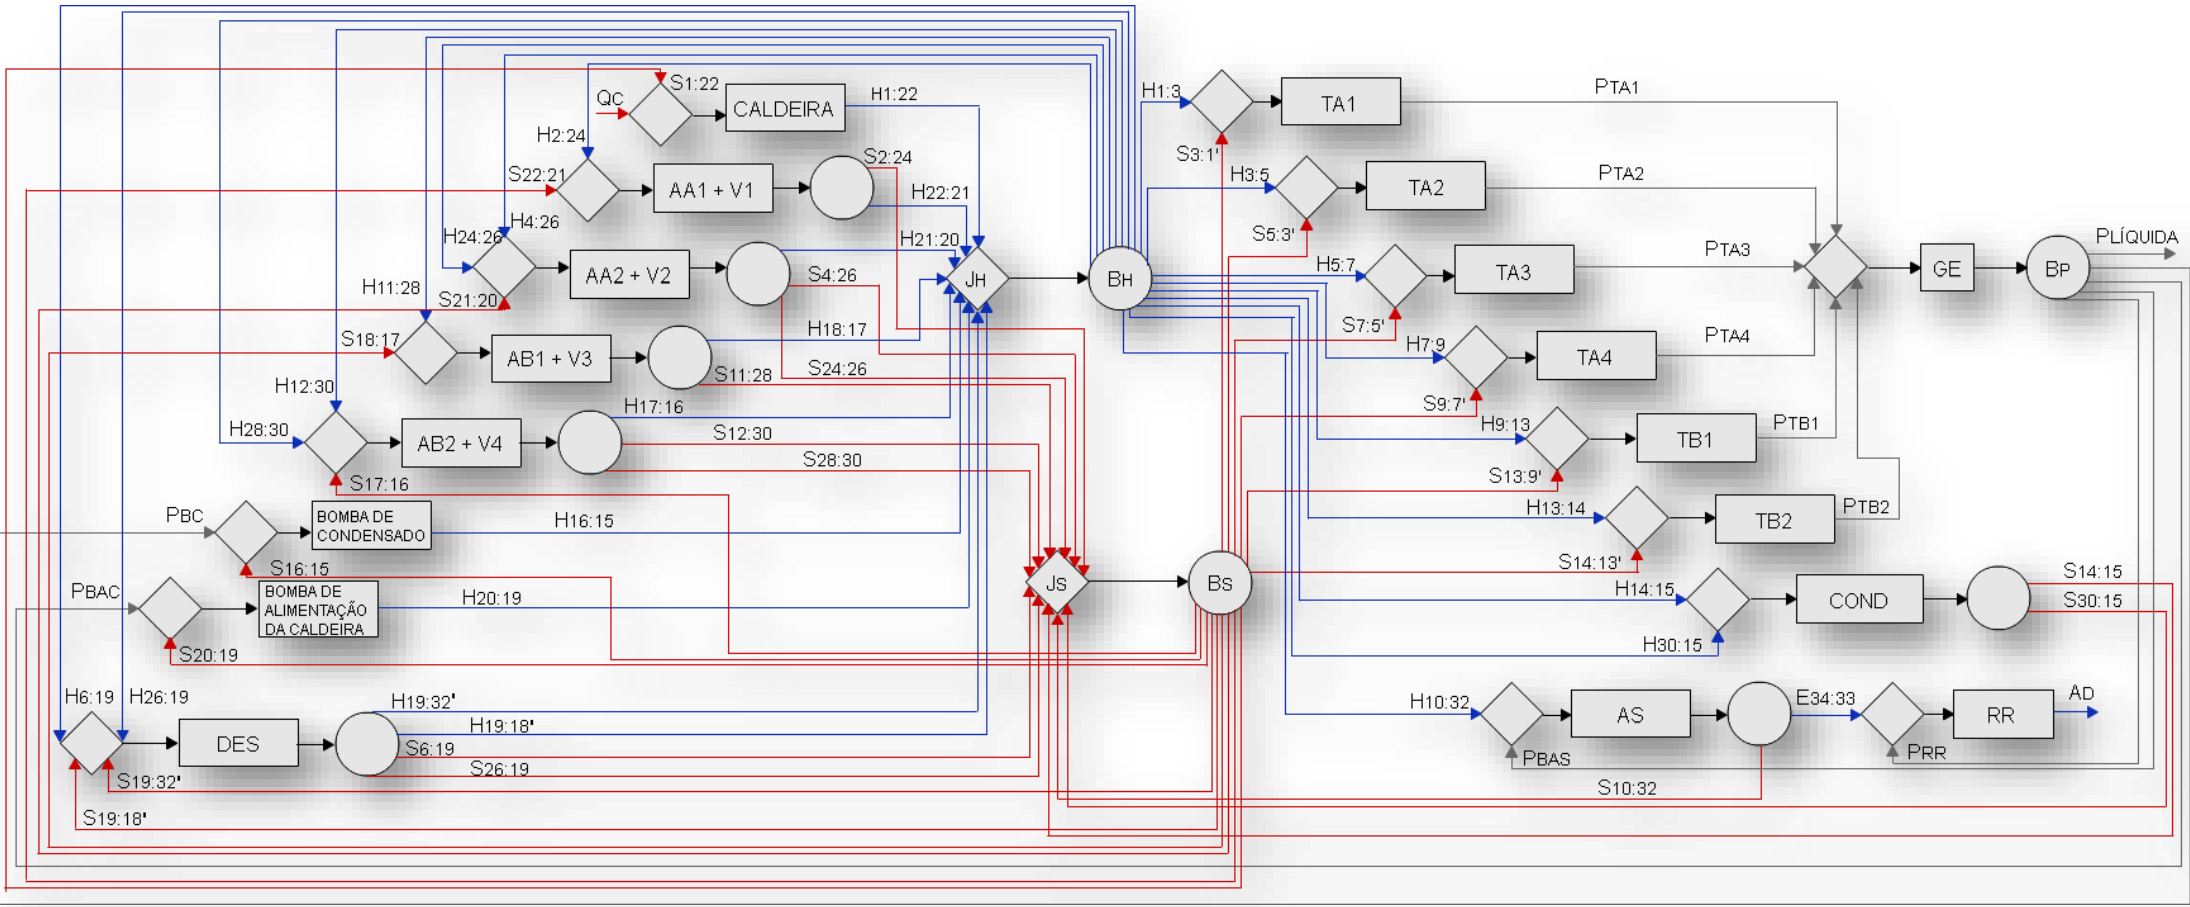 QC
S1:22
CALDEIRA
H1:22
H2:24
S22:21
AA1 + V1
S2:24
H22:21
H4:26
H24:26
S21:20
AA2 + V2
H21:20
S4:26
S24:26
H11:28
S18:17
AB1 + V3
H18:17
S11:28
H12:30
H28:30
S17:16
AB2 + V4
H17:16
S12:30
S28:30
PBC
S16:15
BOMBA DE
CONDENSADO
H16:15
PBAC
S20:19
BOMBA DE
ALIMENTAÇÃO
DA CALDEIRA
H20:19
H6:19
H26:19
S19:32'
S19:18'
DES
H19:32'
H19:18'
S6:19
S26:19
JH
BH
JS
BS
H1:3
S3:1'
TA1
PTA1
H3:5
S5:3'
TA2
PTA2
H5:7
S7:5'
TA3
PTA3
H7:9
S9:7'
TA4
PTA4
H9:13
S13:9'
TB1
PTB1
H13:14
S14:13'
TB2
PTB2
GE
BP
PLÍQUIDA
H14:15
H30:15
COND
S14:15
S30:15
H10:32
PBAS
AS
S10:32
E34:33
PRR
RR
AD